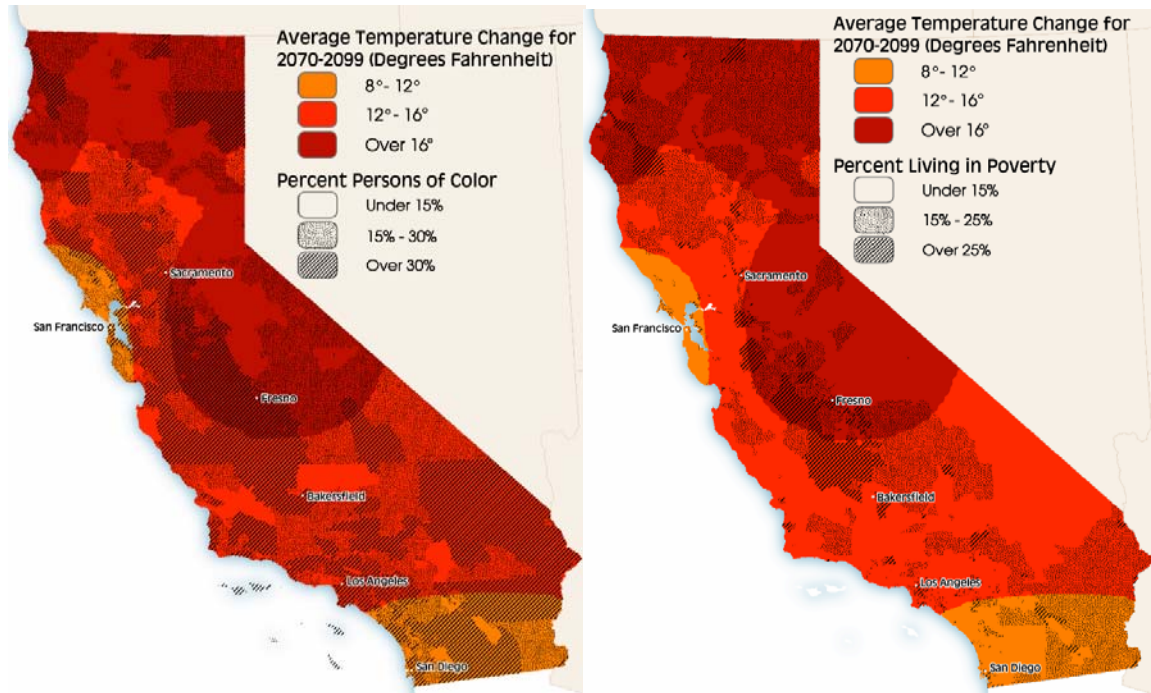 Average Temperature Change for
2070-2099 (Degrees Fahrenheit)
8°- 12°
12°- 16°
Over 16°
Percent Persons of Color
Under 15%
15% - 30%
Over 30%
Sacramento
San Francisco
Fresno
Bakersfield
Los Angeles
San Diego
Average Temperature Change for
2070-2099 (Degrees Fahrenheit)
8°- 12°
12°- 16°
Over 16°
Percent Living in Poverty
Under 15%
15% - 25%
Over 25%
Sacramento
San Francisco
Fresno
Bakersfield
Los Angeles
San Diego